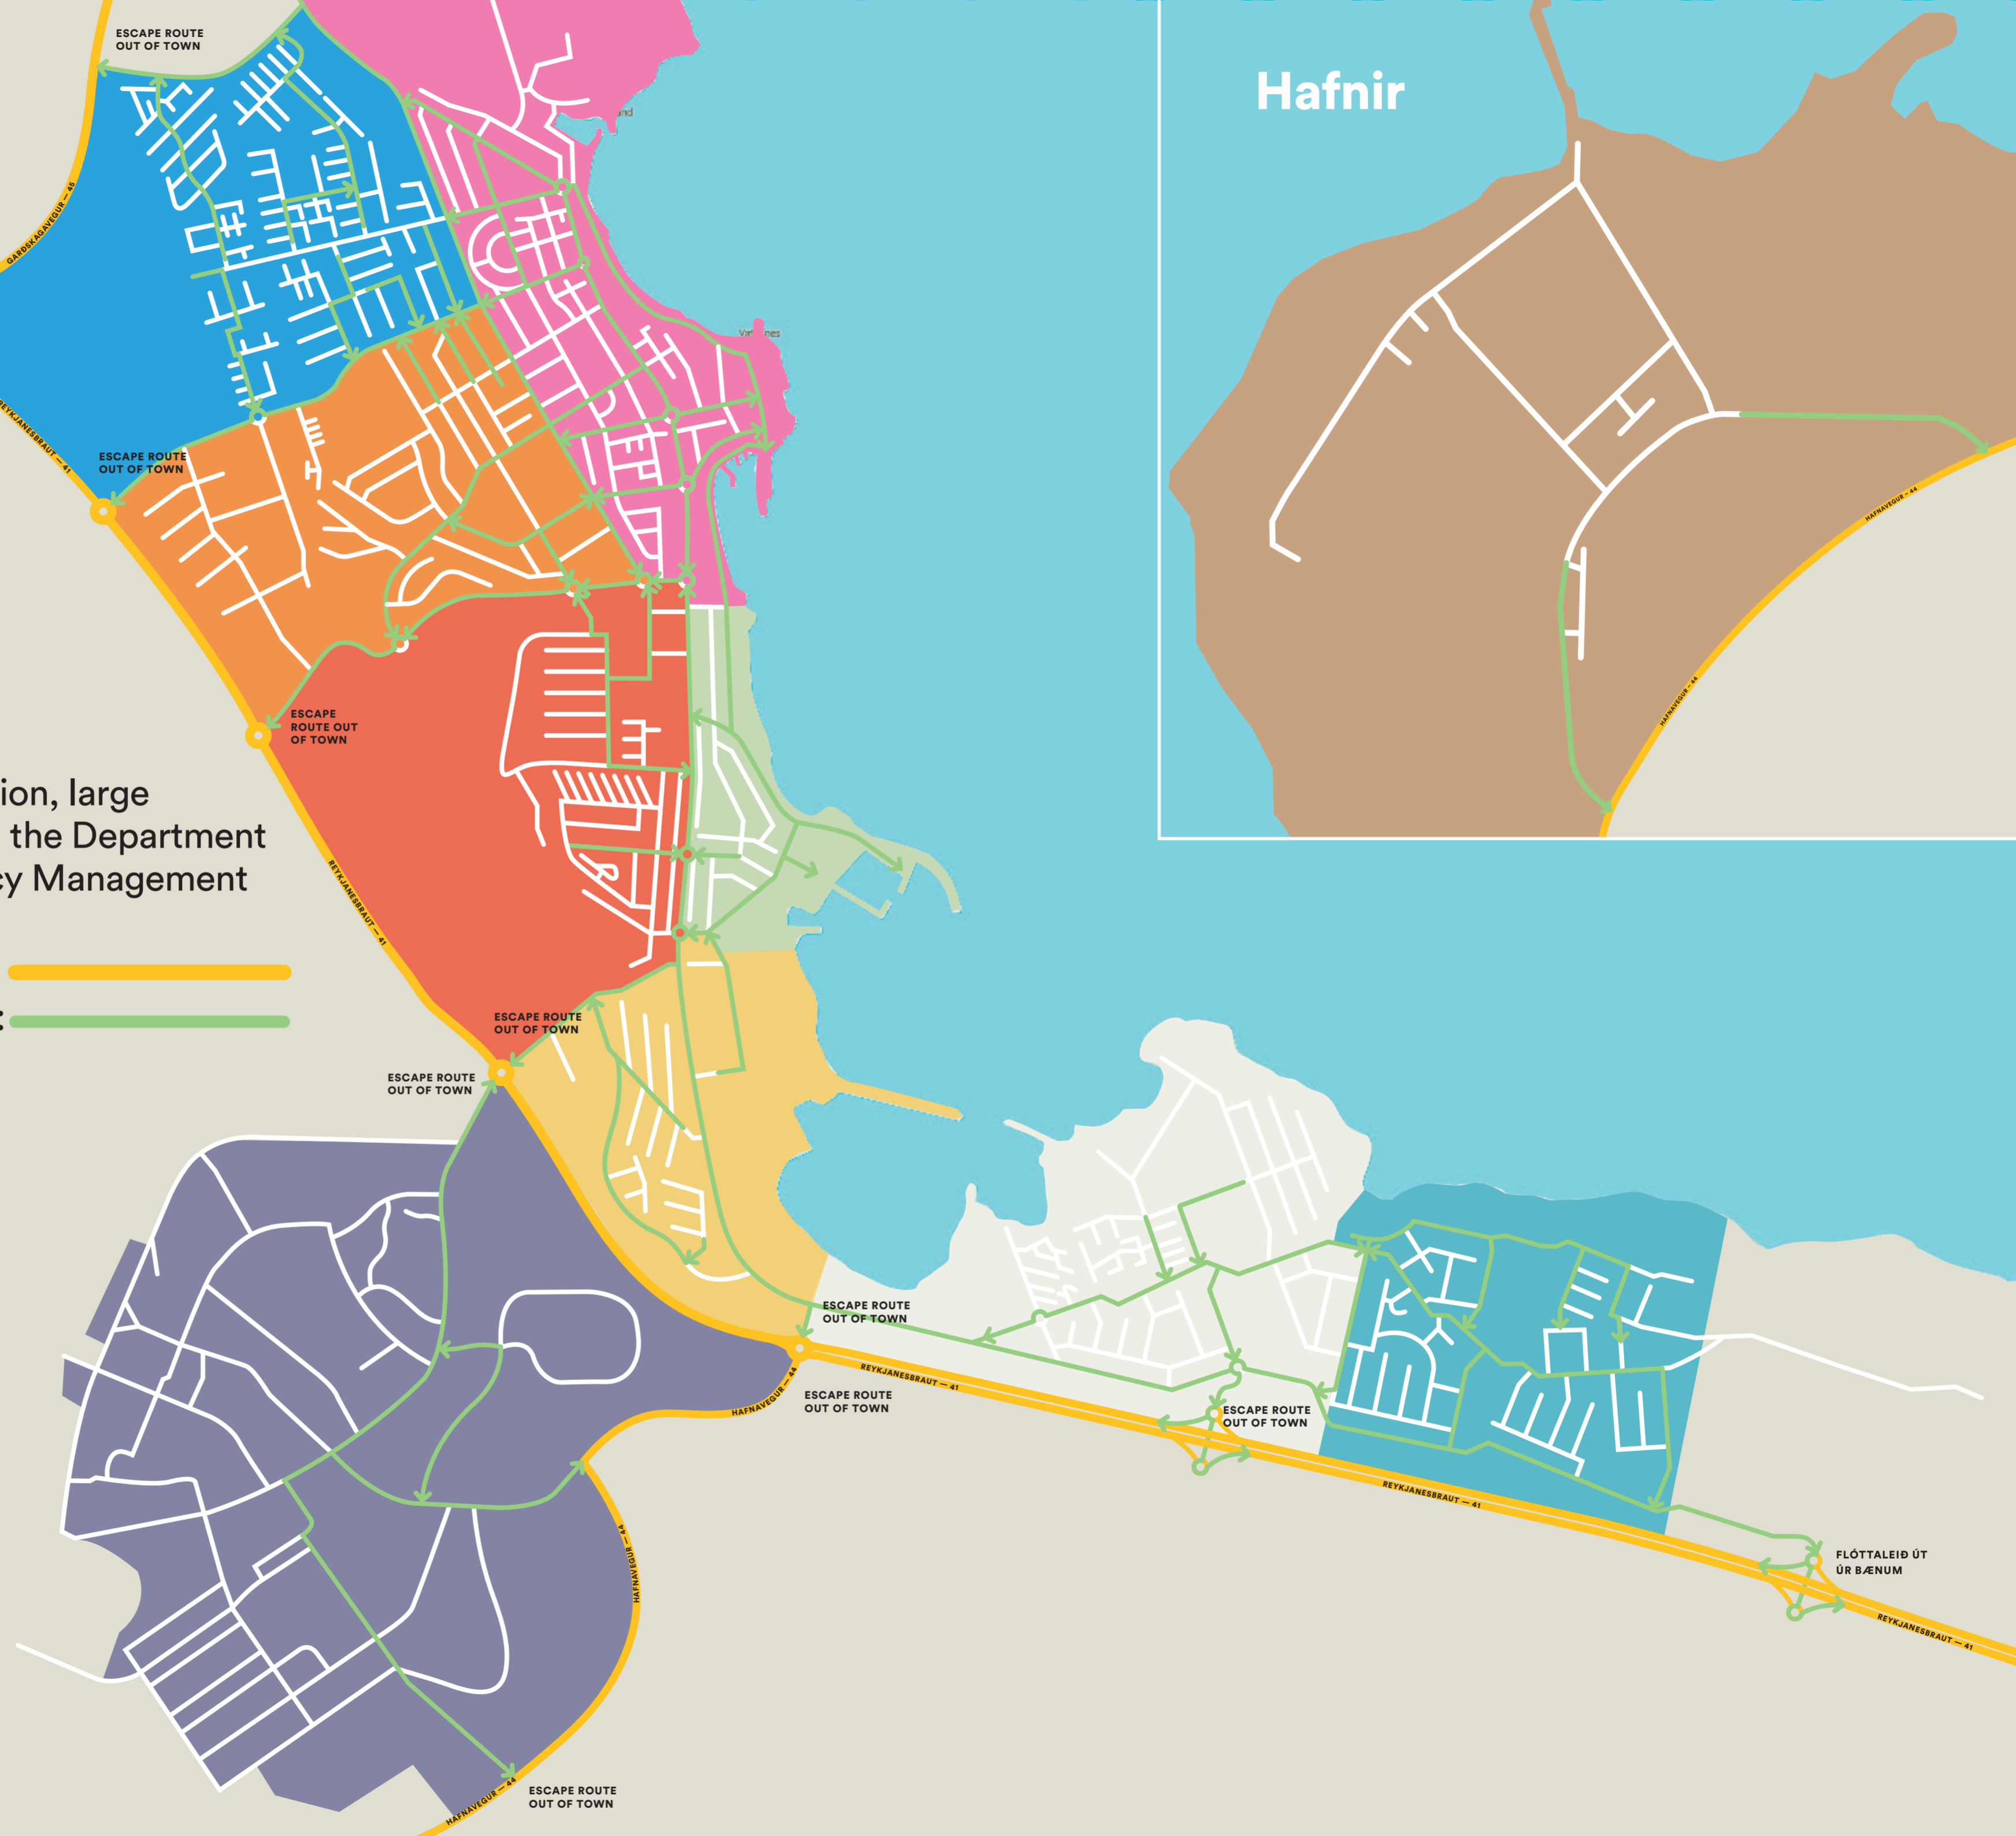 ESCAPE ROUTE
OUT OF TOWN
Hafnir
GARÐSKAGAVEGUR — 45
REYKJANESBRAUT — 41
ESCAPE ROUTE
OUT OF TOWN
HAFNAVEGUR – 44
HAFNAVEGUR – 44
ESCAPE
ROUTE OUT
OF TOWN
ion, large
the Department
cy Management
REYKJANESBRAUT — 41
:
ESCAPE ROUTE
OUT OF TOWN
ESCAPE ROUTE
OUT OF TOWN
ESCAPE ROUTE
OUT OF TOWN
REYKJANESBRAUT — 41
HAFNAVEGUR — 44
ESCAPE ROUTE
OUT OF TOWN
ESCAPE ROUTE
OUT OF TOWN
REYKJANESBRAUT — 41
HAFNAVEGUR — 44
FLÓTTALEIÐ ÚT
ÚR BÆNUM
REYKJANESBRAUT — 41
HAFNAVEGUR — 44
ESCAPE ROUTE
OUT OF TOWN